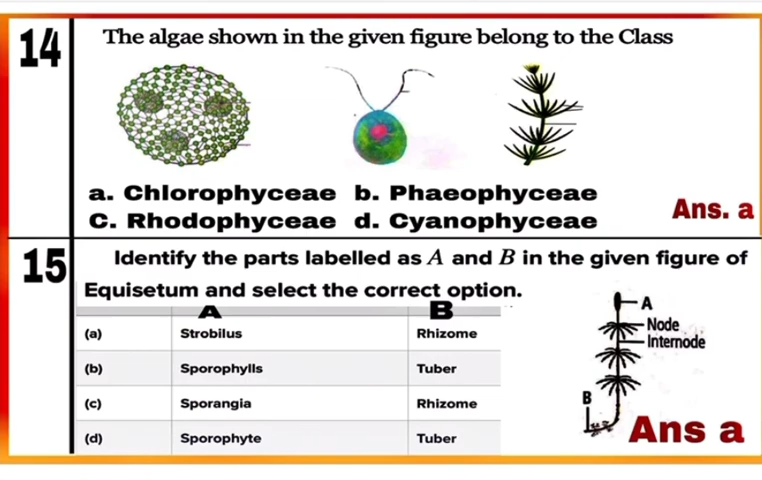 14
The algae shown in the given figure belong to the Class
a. Chlorophyceae b. Phaeophyceae
C. Rhodophyceae d. Cyanophyceae
Ans. a
15
Identify the parts labelled as A and B in the given figure of
Equisetum and select the correct option.
A B
(a) Strobilus Rhizome
(b) Sporophylls Tuber
(c) Sporangia Rhizome
(d) Sporophyte Tuber
A
Node
Internode
B
Ans a